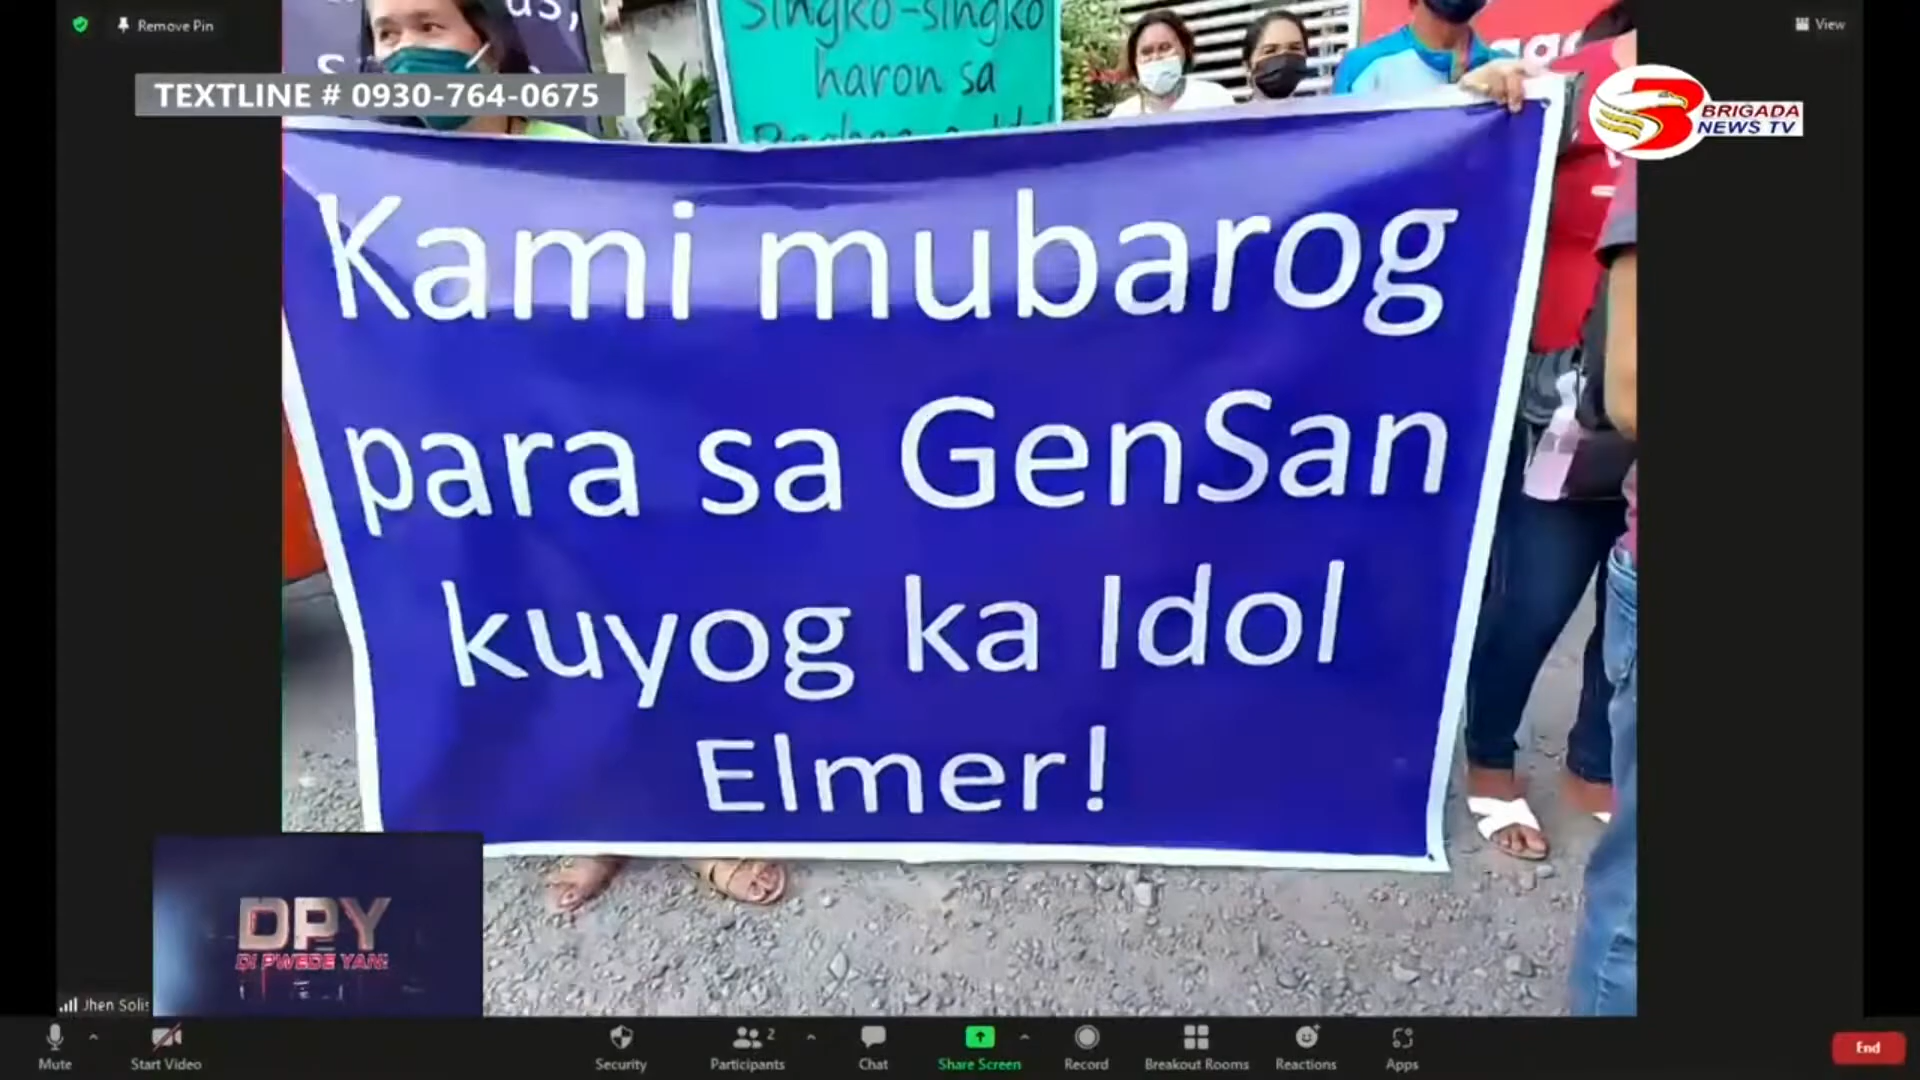 Remove Pin
View
TEXTLINE # 0930-764-0675
BRIGADA
NEWS TV
Singko-singko
haron sa
Kami mubarog
para sa GenSan
kuyog ka Idol
Elmer!
DPY
DI PWEDE YAN!
Jhen Solis
Mute
Start Video
Security
Participants
2
Chat
Share Screen
Record
Breakout Rooms
Reactions
Apps
End